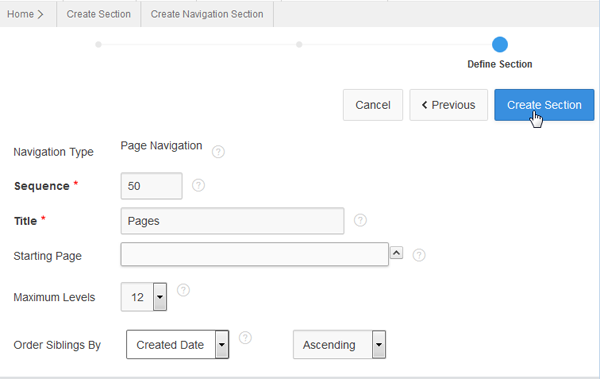 Home > Create Section Create Navigation Section
Define Section
Cancel < Previous Create Section
Navigation Type Page Navigation ?
Sequence * 50 ?
Title * Pages ?
Starting Page ?
Maximum Levels 12 ?
Order Siblings By Created Date ? Ascending